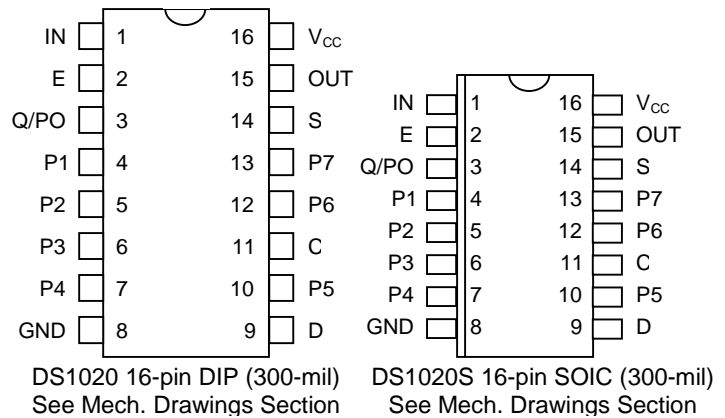 IN 1 16 VCC
E 2 15 OUT
Q/PO 3 14 S
P1 4 13 P7
P2 5 12 P6
P3 6 11 C
P4 7 10 P5
GND 8 9 D
DS1020 16-pin DIP (300-mil)
See Mech. Drawings Section
IN 1 16 VCC
E 2 15 OUT
Q/PO 3 14 S
P1 4 13 P7
P2 5 12 P6
P3 6 11 C
P4 7 10 P5
GND 8 9 D
DS1020S 16-pin SOIC (300-mil)
See Mech. Drawings Section